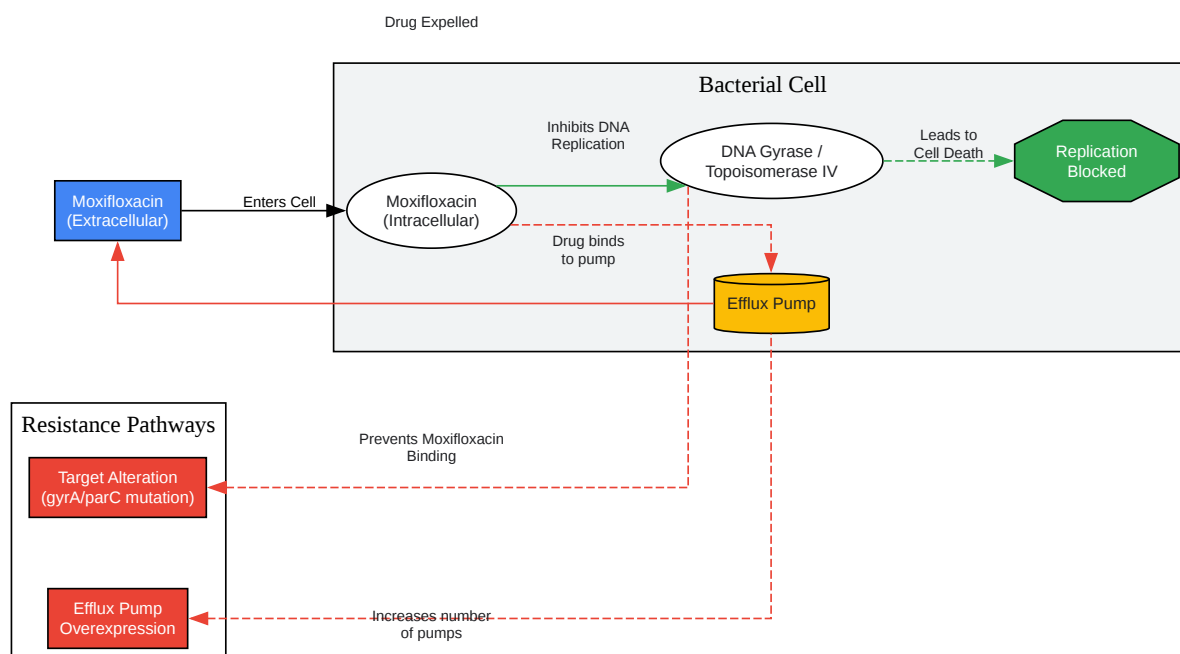 Drug Expelled
Bacterial Cell
Inhibits DNA
Replication
DNA Gyrase /
Topoisomerase IV
Leads to
Cell Death
Replication
Blocked
Moxifloxacin
(Extracellular)
Enters Cell
Moxifloxacin
(Intracellular)
Drug binds
to pump
Efflux Pump
Resistance Pathways
Prevents Moxifloxacin
Binding
Target Alteration
(gyrA/parC mutation)
Efflux Pump
Overexpression
Increases number
of pumps